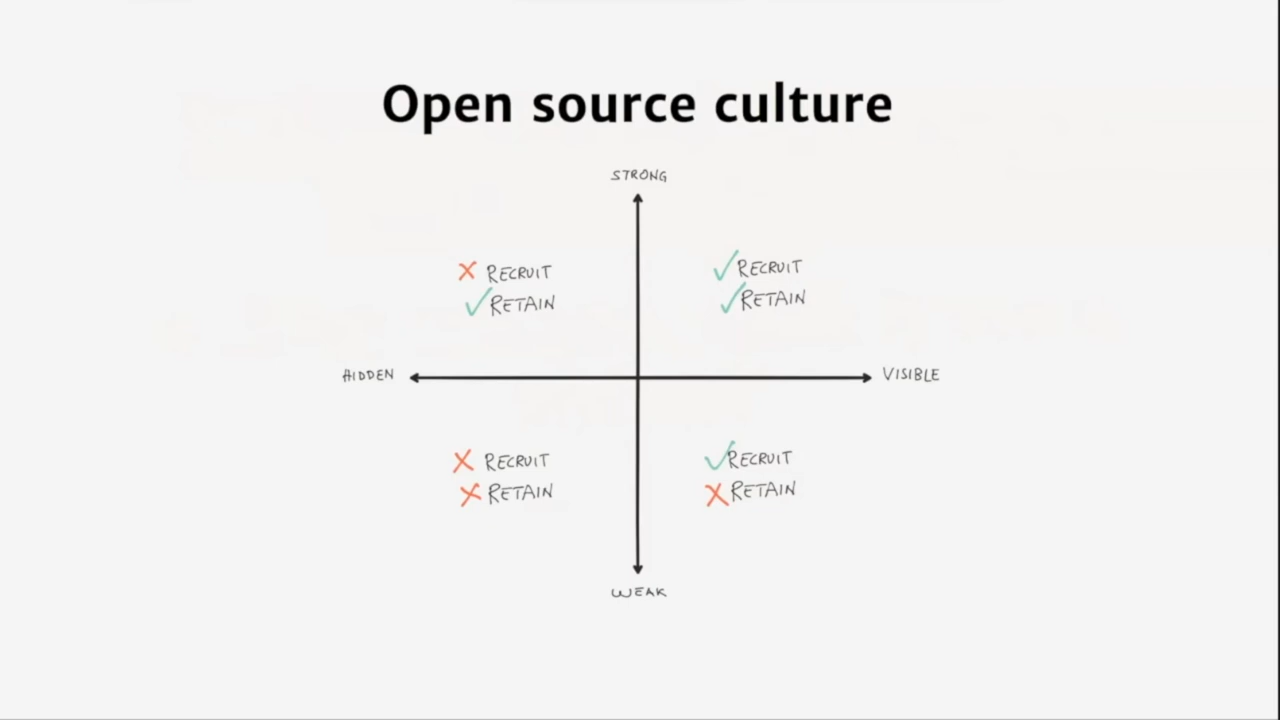 Open source culture
STRONG
RECRUIT
RETAIN
RECRUIT
RETAIN
HIDDEN
VISIBLE
RECRUIT
RETAIN
RECRUIT
RETAIN
WEAK